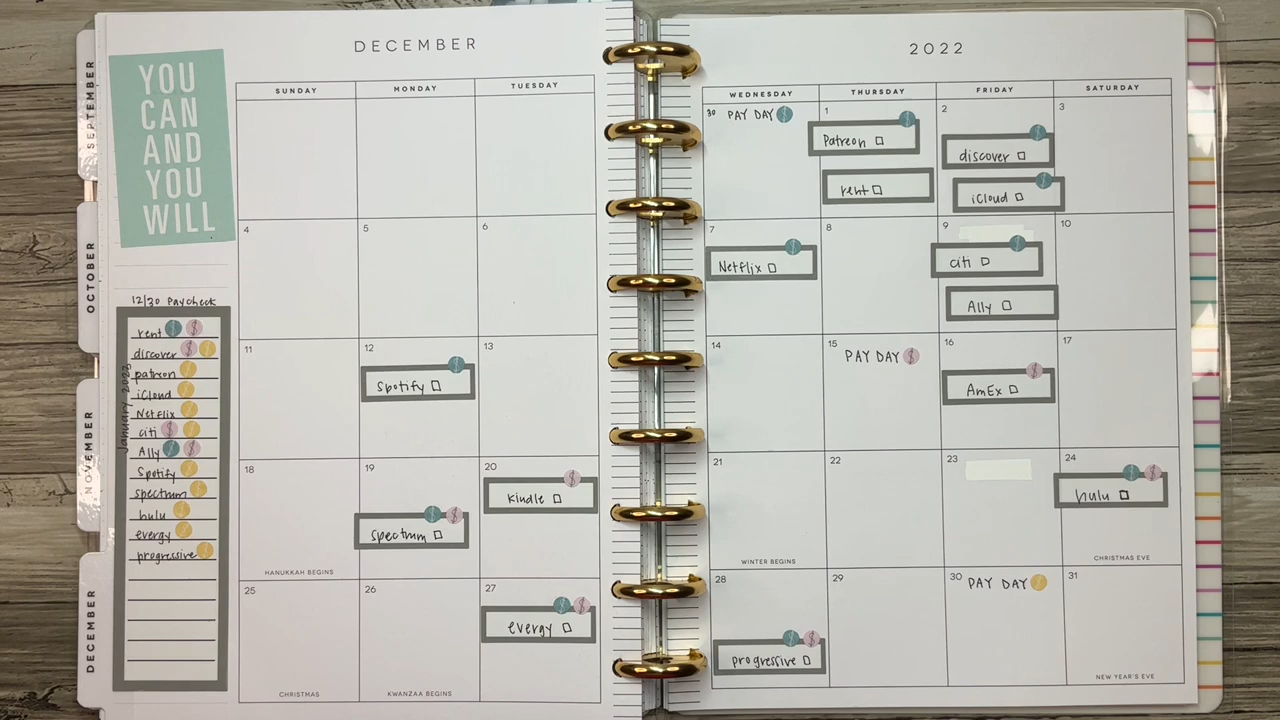 SEPTEMBER
OCTOBER
NOVEMBER
DECEMBER
YOU
CAN
AND
YOU
WILL
12/30 Paycheck
January 2023
rent
discover
patreon
iCloud
Netflix
citi
Ally
Spotify
spectrum
hulu
evergy
progressive
DECEMBER
2022
SUNDAY MONDAY TUESDAY WEDNESDAY THURSDAY FRIDAY SATURDAY
30 PAY DAY
1
Patreon
rent
2
discover
iCloud
3
4
5
6
7
Netflix
8
9
citi
Ally
10
11
12
Spotify
13
14
15
PAY DAY
16
AmEx
17
18
HANUKKAH BEGINS
19
spectrum
20
kindle
21
WINTER BEGINS
22
23
24
hulu
CHRISTMAS EVE
25
CHRISTMAS
26
KWANZAA BEGINS
27
evergy
28
progressive
29
30 PAY DAY
31
NEW YEAR'S EVE